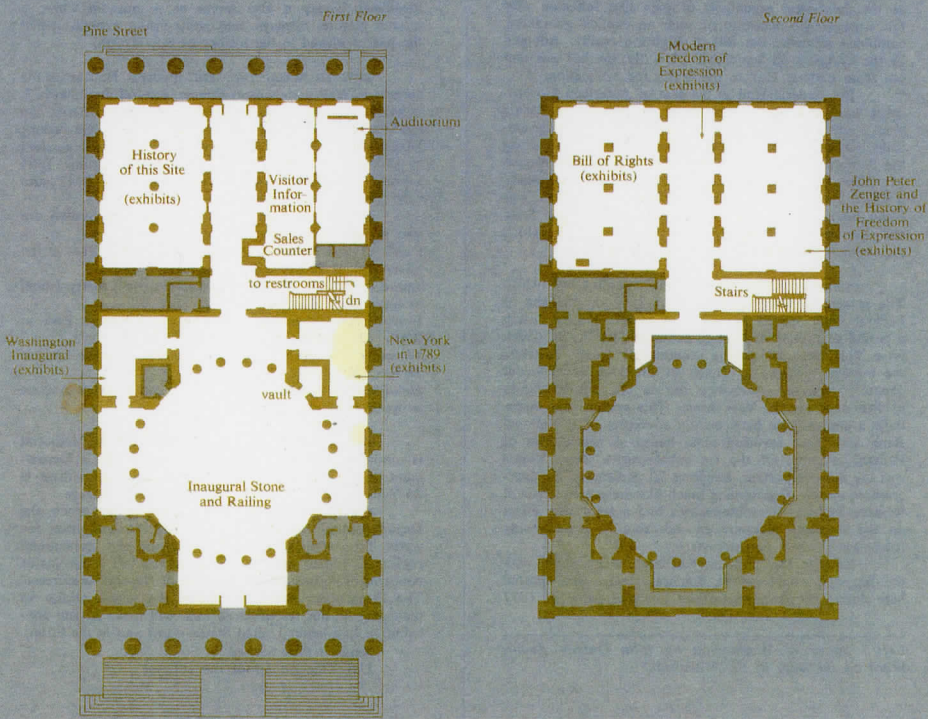 First Floor
Pine Street
Auditorium
History
of this Site
(exhibits)
Visitor
Infor-
mation
Sales
Counter
to restrooms
dn
Washington
Inaugural
(exhibits)
New York
in 1789
(exhibits)
vault
Inaugural Stone
and Railing
Second Floor
Modern
Freedom of
Expression
(exhibits)
Bill of Rights
(exhibits)
John Peter
Zenger and
the History of
Freedom
of Expression
(exhibits)
Stairs